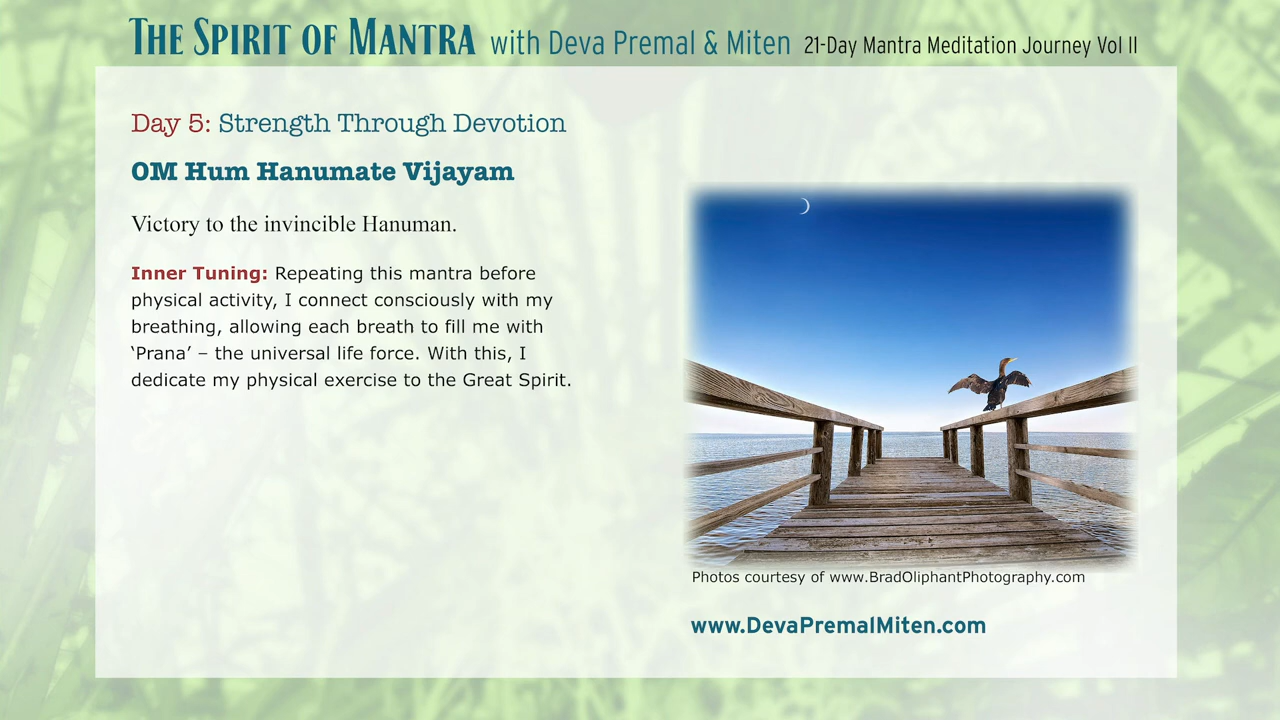 THE SPIRIT OF MANTRA with Deva Premal & Miten 21-Day Mantra Meditation Journey Vol II
Day 5: Strength Through Devotion
OM Hum Hanumate Vijayam
Victory to the invincible Hanuman.
Inner Tuning: Repeating this mantra before
physical activity, I connect consciously with my
breathing, allowing each breath to fill me with
‘Prana’ – the universal life force. With this, I
dedicate my physical exercise to the Great Spirit.
Photos courtesy of www.BradOliphantPhotography.com
www.DevaPremalMiten.com